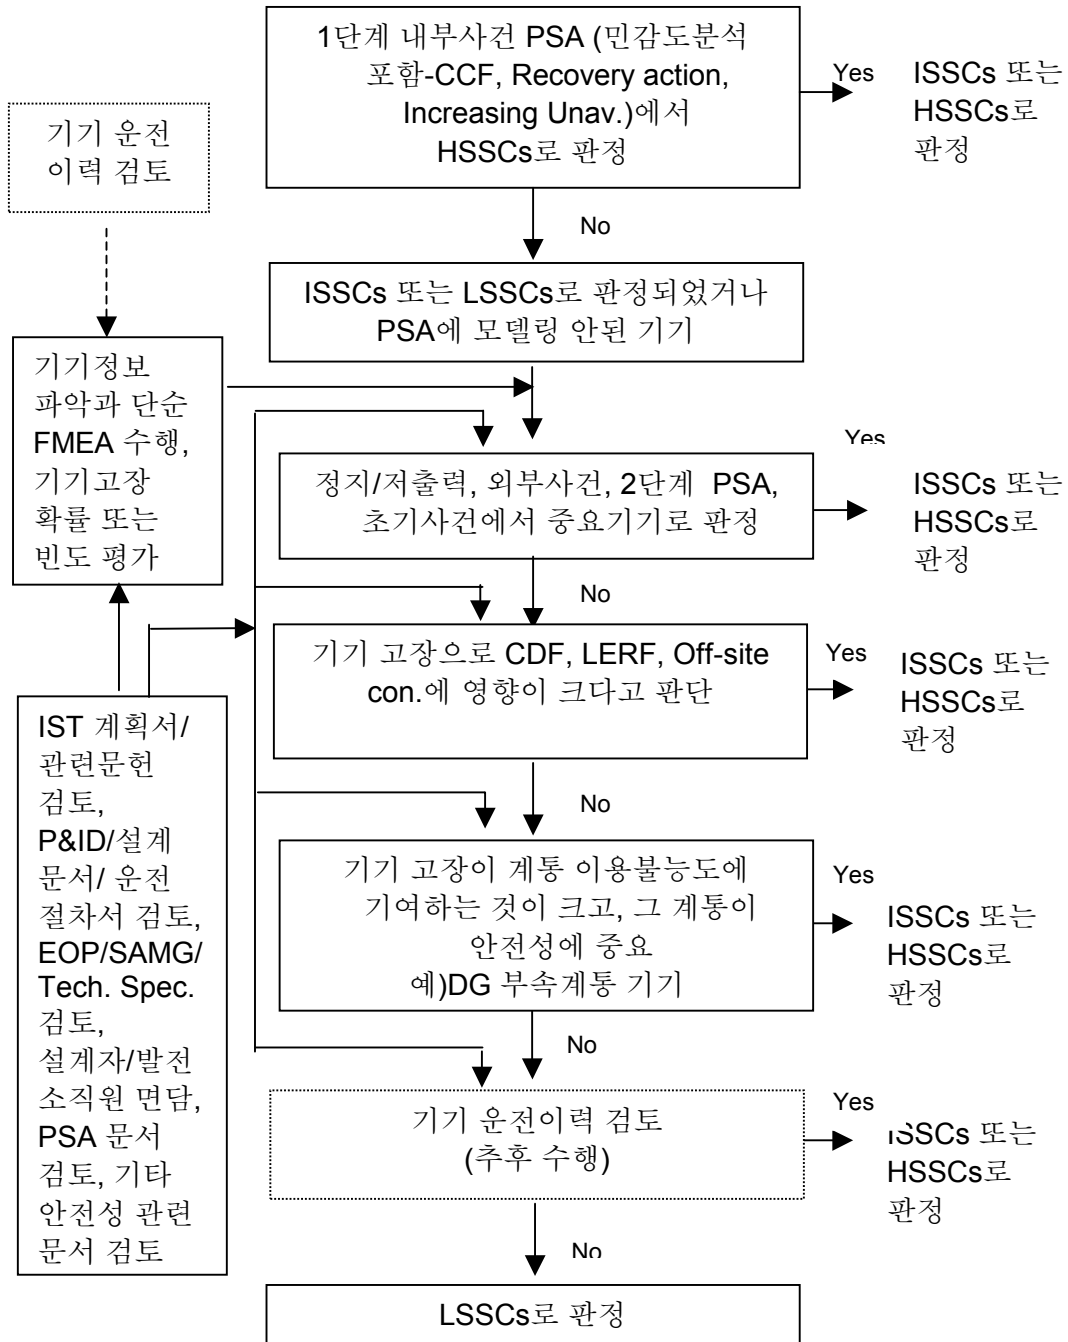 1단계 내부사건 PSA (민감도분석
포함-CCF, Recovery action,
Increasing Unav.)에서
HSSCs로 판정
Yes
ISSCs 또는
HSSCs로
판정
기기 운전
이력 검토
No
ISSCs 또는 LSSCs로 판정되었거나
PSA에 모델링 안된 기기
기기정보
파악과 단순
FMEA 수행,
기기고장
확률 또는
빈도 평가
Yes
정지/저출력, 외부사건, 2단계 PSA,
초기사건에서 중요기기로 판정
ISSCs 또는
HSSCs로
판정
No
기기 고장으로 CDF, LERF, Off-site
con.에 영향이 크다고 판단
Yes
ISSCs 또는
HSSCs로
판정
IST 계획서/
관련문헌
검토,
P&ID/설계
문서/ 운전
절차서 검토,
EOP/SAMG/
Tech. Spec.
검토,
설계자/발전
소직원 면담,
PSA 문서
검토, 기타
안전성 관련
문서 검토
No
기기 고장이 계통 이용불능도에
기여하는 것이 크고, 그 계통이
안전성에 중요
예)DG 부속계통 기기
Yes
ISSCs 또는
HSSCs로
판정
No
기기 운전이력 검토
(추후 수행)
Yes
ISSCs 또는
HSSCs로
판정
No
LSSCs로 판정